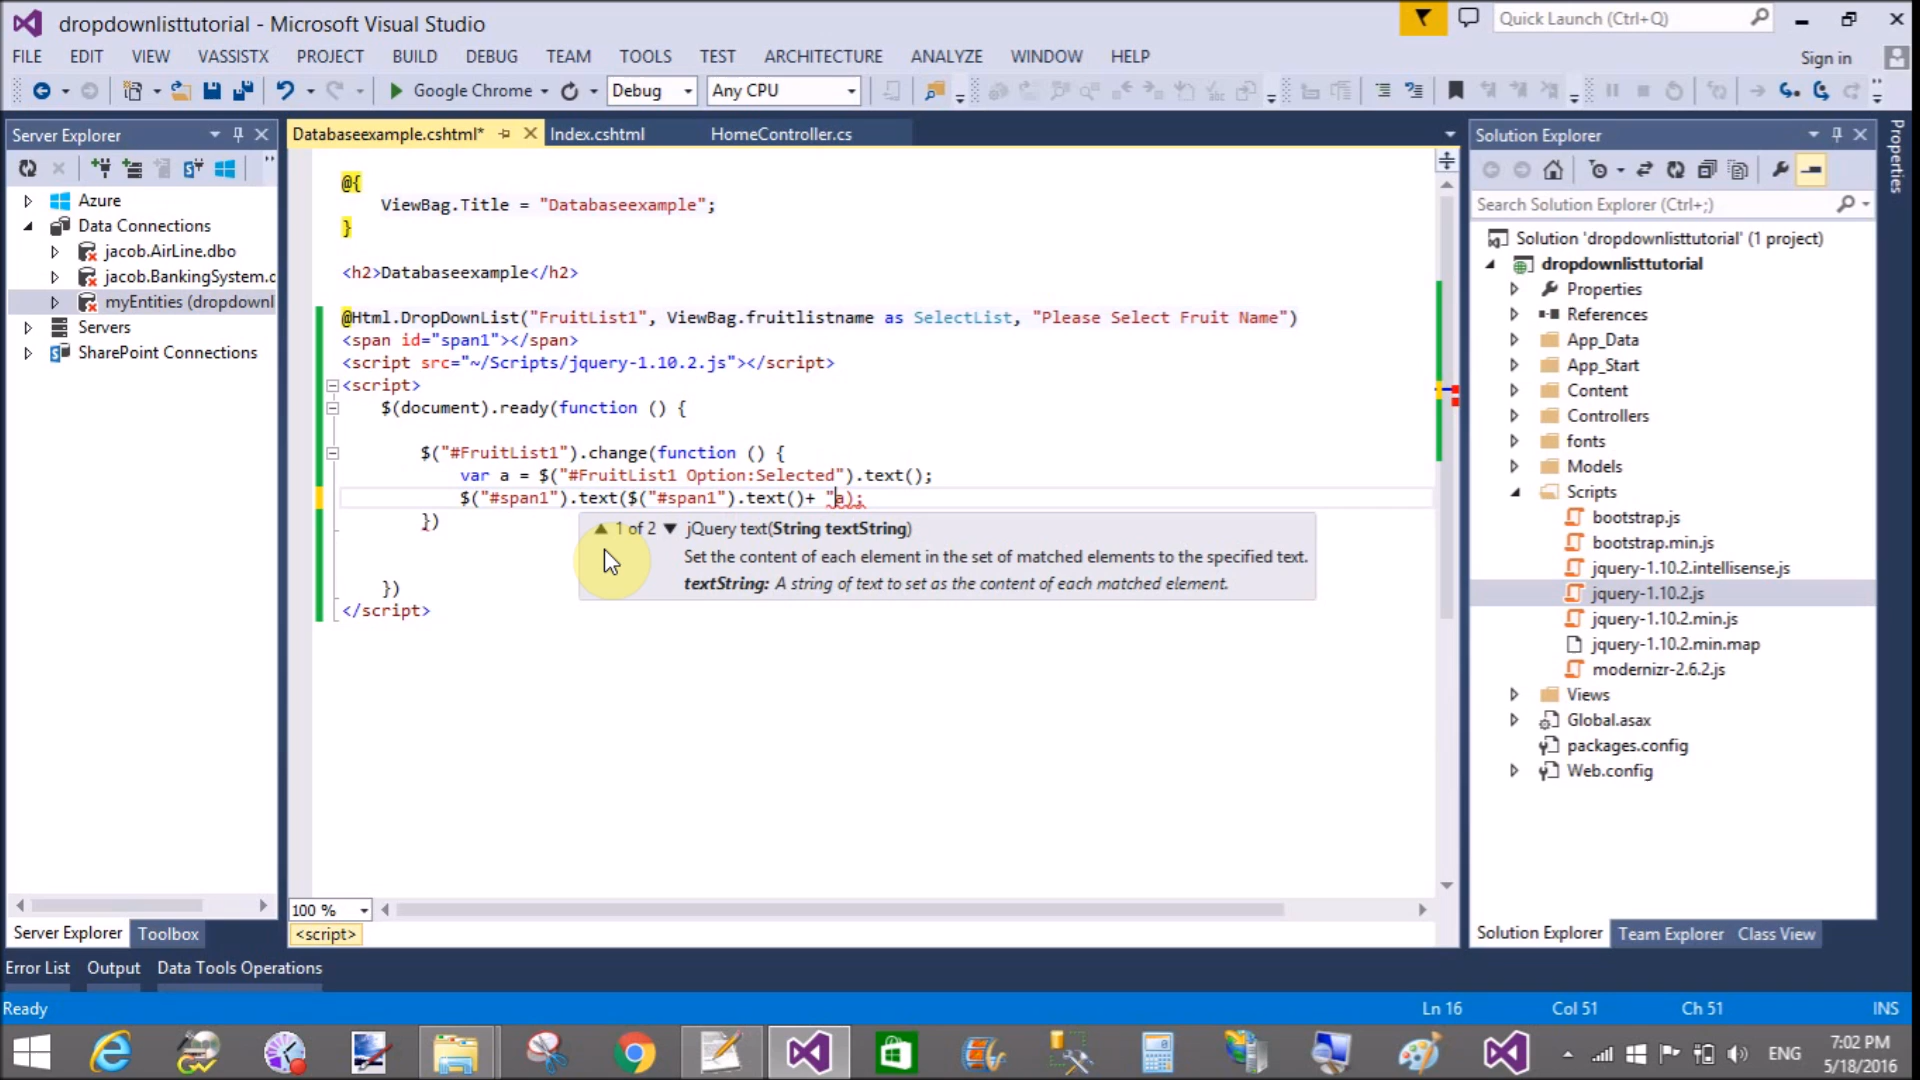 dropdownlisttutorial - Microsoft Visual Studio
Quick Launch (Ctrl+Q)
FILE EDIT VIEW VASSISTX PROJECT BUILD DEBUG TEAM TOOLS TEST ARCHITECTURE ANALYZE WINDOW HELP
Sign in
Google Chrome Debug Any CPU
Server Explorer
Azure
Data Connections
jacob.AirLine.dbo
jacob.BankingSystem.c
myEntities (dropdownl
Servers
SharePoint Connections
Server Explorer Toolbox
Databaseexample.cshtml* Index.cshtml HomeController.cs
@{
ViewBag.Title = "Databaseexample";
}
<h2>Databaseexample</h2>
@Html.DropDownList("FruitList1", ViewBag.fruitlistname as SelectList, "Please Select Fruit Name")
<span id="span1"></span>
<script src="~/Scripts/jquery-1.10.2.js"></script>
<script>
$(document).ready(function () {
$("#FruitList1").change(function () {
var a = $("#FruitList1 Option:Selected").text();
$("#span1").text($("#span1").text()+ "a);
})
1 of 2 jQuery text(String textString)
Set the content of each element in the set of matched elements to the specified text.
textString: A string of text to set as the content of each matched element.
})
</script>
100 %
<script>
Solution Explorer
Search Solution Explorer (Ctrl+;)
Solution 'dropdownlisttutorial' (1 project)
dropdownlisttutorial
Properties
References
App_Data
App_Start
Content
Controllers
fonts
Models
Scripts
bootstrap.js
bootstrap.min.js
jquery-1.10.2.intellisense.js
jquery-1.10.2.js
jquery-1.10.2.min.js
jquery-1.10.2.min.map
modernizr-2.6.2.js
Views
Global.asax
packages.config
Web.config
Solution Explorer Team Explorer Class View
Properties
Error List Output Data Tools Operations
Ready
Ln 16 Col 51 Ch 51 INS
ENG
7:02 PM
5/18/2016